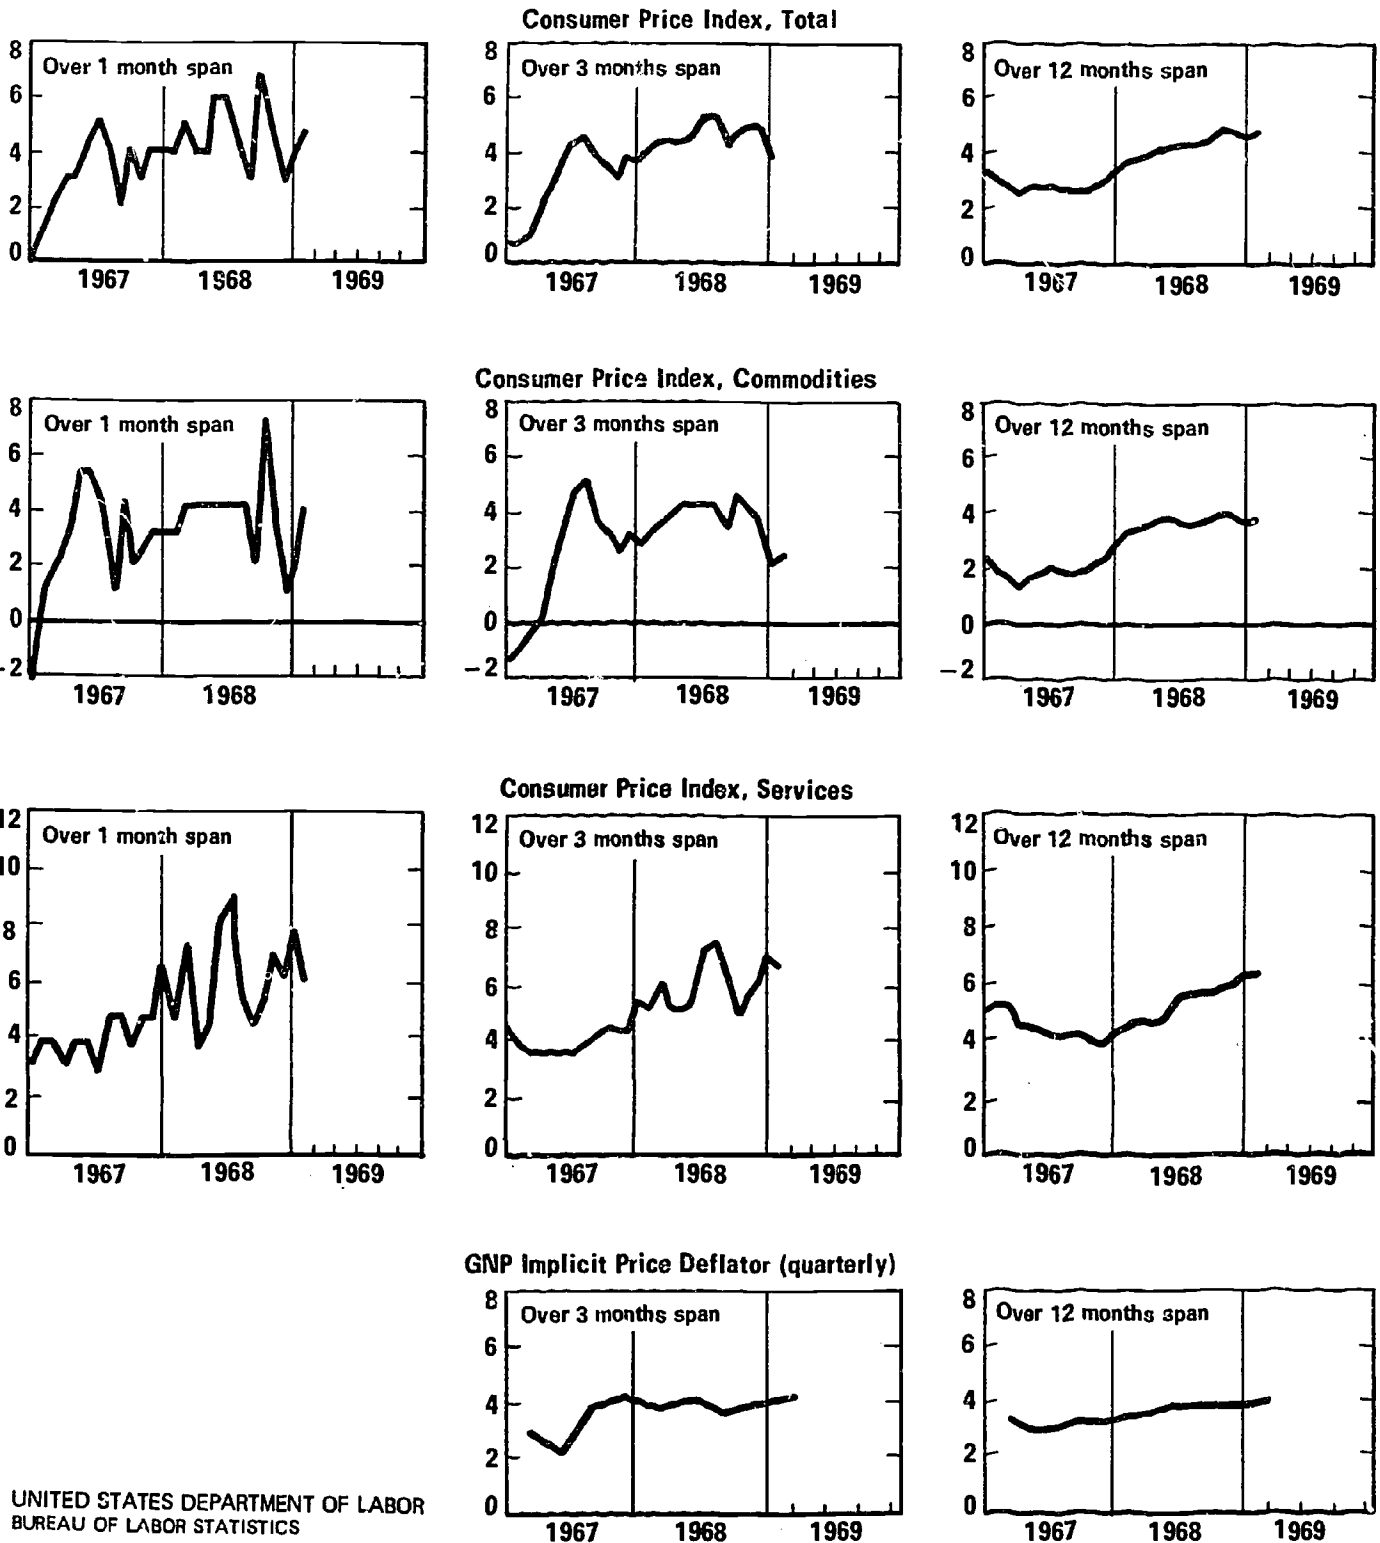 Consumer Price Index, Total
Over 1 month span
8
6
4
2
0
1967 1968 1969
Over 3 months span
8
6
4
2
0
1967 1968 1969
Over 12 months span
8
6
4
2
0
1967 1968 1969
Consumer Price Index, Commodities
Over 1 month span
8
6
4
2
0
-2
1967 1968
Over 3 months span
8
6
4
2
0
-2
1967 1968 1969
Over 12 months span
8
6
4
2
0
-2
1967 1968 1969
Consumer Price Index, Services
Over 1 month span
12
10
8
6
4
2
0
1967 1968 1969
Over 3 months span
12
10
8
6
4
2
0
1967 1968 1969
Over 12 months span
12
10
8
6
4
2
0
1967 1968 1969
GNP Implicit Price Deflator (quarterly)
Over 3 months span
8
6
4
2
0
1967 1968 1969
Over 12 months span
8
6
4
2
0
1967 1968 1969
UNITED STATES DEPARTMENT OF LABOR
BUREAU OF LABOR STATISTICS